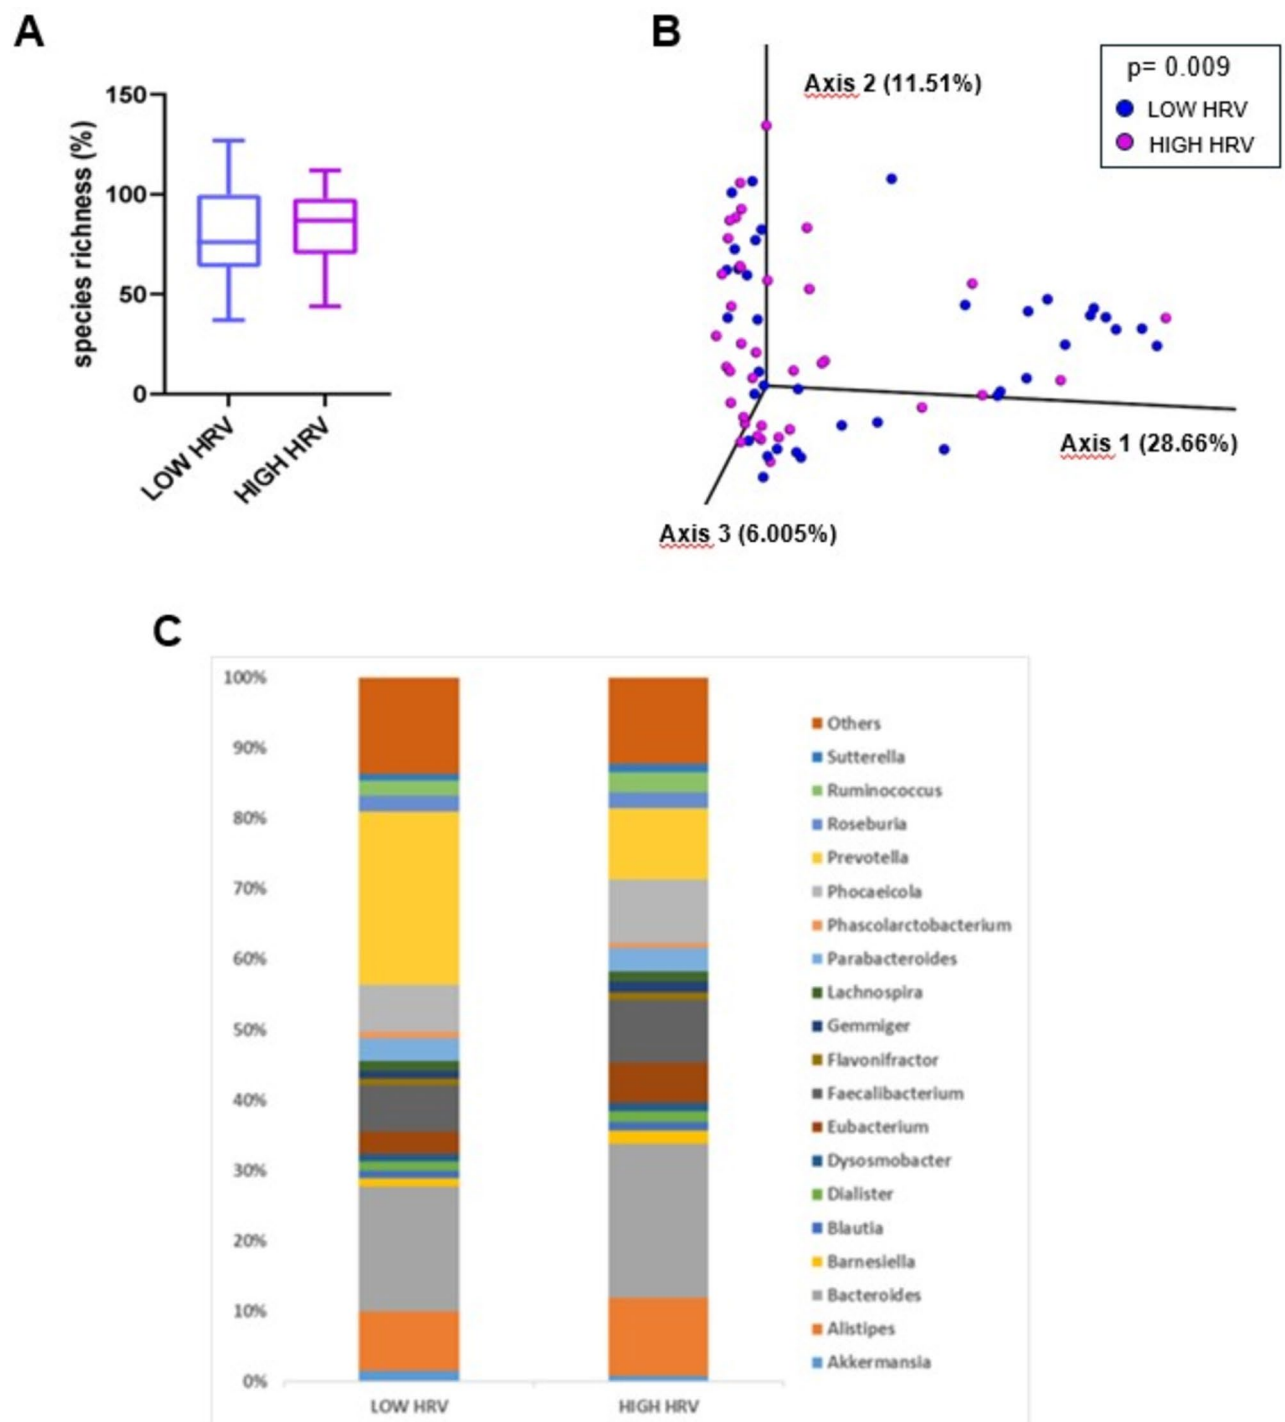 A
150
100
50
0
species richness (%)
LOW HRV
HIGH HRV
B
Axis 2 (11.51%)
p= 0.009
LOW HRV
HIGH HRV
Axis 1 (28.66%)
Axis 3 (6.005%)
C
100%
90%
80%
70%
60%
50%
40%
30%
20%
10%
0%
LOW HRV
HIGH HRV
Others
Sutterella
Ruminococcus
Roseburia
Prevotella
Phocaeicola
Phascolarctobacterium
Parabacteroides
Lachnospira
Gemmiger
Flavonifractor
Faecalibacterium
Eubacterium
Dysosmobacter
Dialister
Blautia
Barnesiella
Bacteroides
Alistipes
Akkermansia